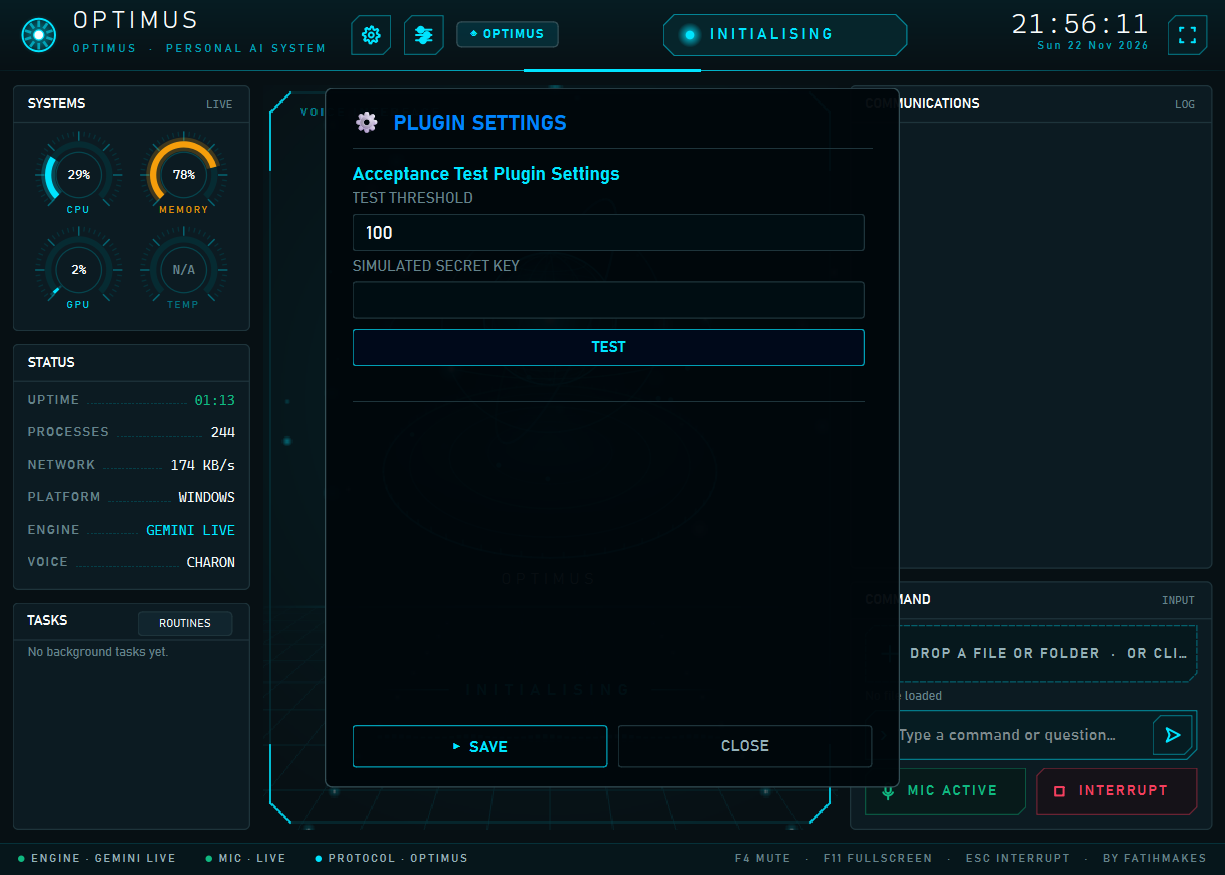 OPTIMUS
OPTIMUS · PERSONAL AI SYSTEM
OPTIMUS
INITIALISING
21:56:11
Sun 22 Nov 2026
SYSTEMS
LIVE
29%
CPU
78%
MEMORY
2%
GPU
N/A
TEMP
STATUS
UPTIME 01:13
PROCESSES 244
NETWORK 174 KB/s
PLATFORM WINDOWS
ENGINE GEMINI LIVE
VOICE CHARON
TASKS
ROUTINES
No background tasks yet.
VOI
PLUGIN SETTINGS
Acceptance Test Plugin Settings
TEST THRESHOLD
100
SIMULATED SECRET KEY
TEST
OPTIMUS
INITIALISING
SAVE
CLOSE
COMMUNICATIONS
LOG
COMMAND
INPUT
DROP A FILE OR FOLDER · OR CLI…
loaded
Type a command or question…
MIC ACTIVE
INTERRUPT
ENGINE · GEMINI LIVE
MIC · LIVE
PROTOCOL · OPTIMUS
F4 MUTE · F11 FULLSCREEN · ESC INTERRUPT · BY FATIHMAKES